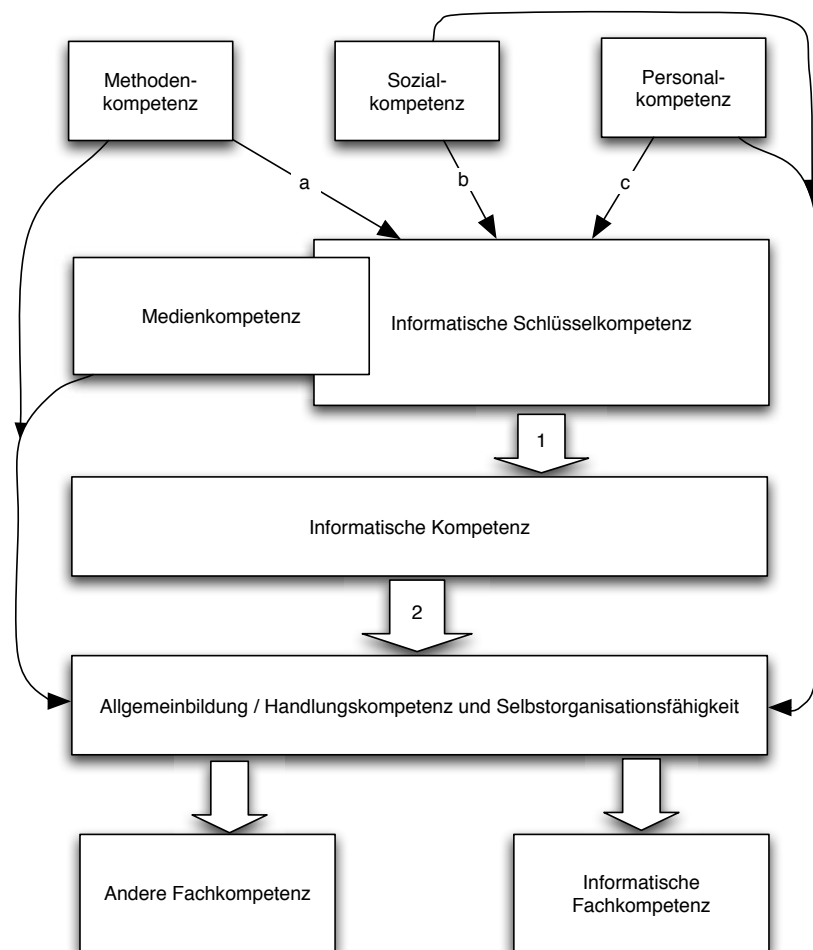 Methoden-
kompetenz
Sozial-
kompetenz
Personal-
kompetenz
a
b
c
Medienkompetenz
Informatische Schlüsselkompetenz
1
Informatische Kompetenz
2
Allgemeinbildung / Handlungskompetenz und Selbstorganisationsfähigkeit
Andere Fachkompetenz
Informatische
Fachkompetenz